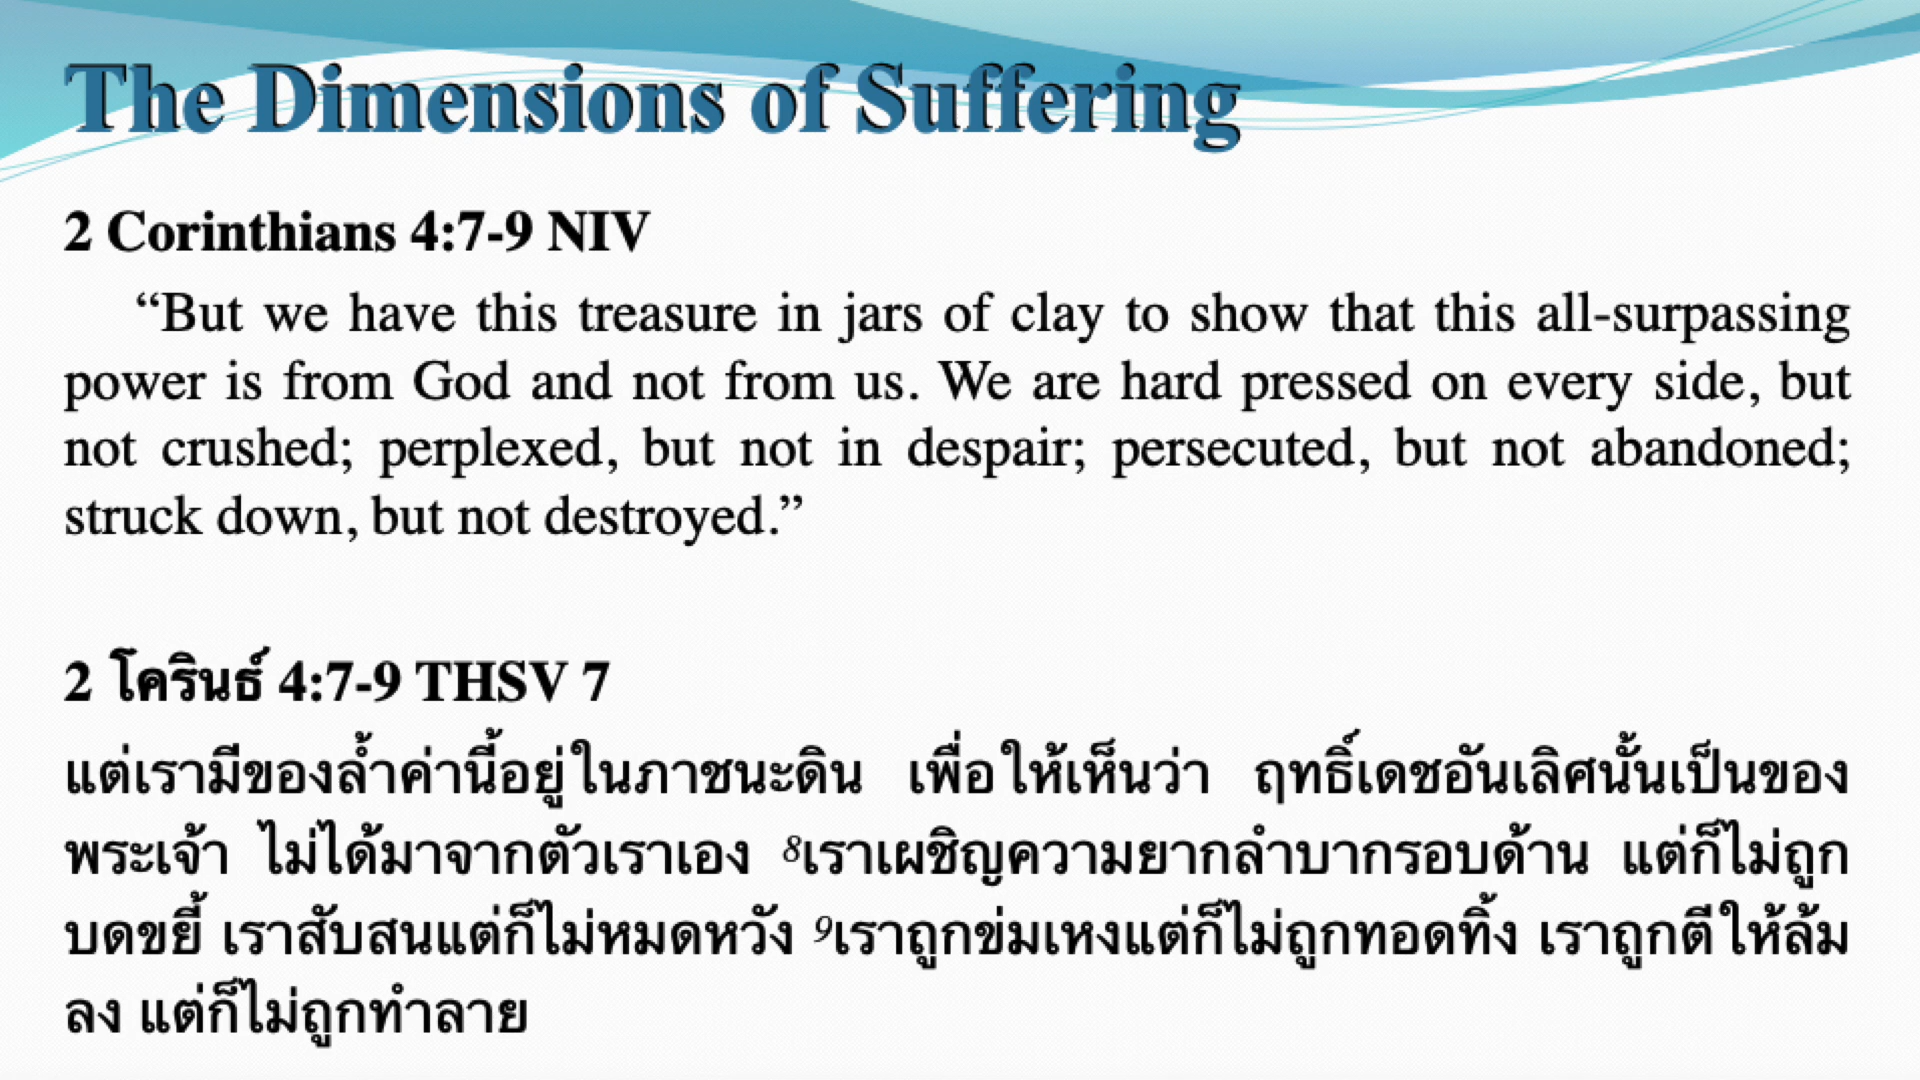 The Dimensions of Suffering
2 Corinthians 4:7-9 NIV
“But we have this treasure in jars of clay to show that this all-surpassing
power is from God and not from us. We are hard pressed on every side, but
not crushed; perplexed, but not in despair; persecuted, but not abandoned;
struck down, but not destroyed.”
2 โครินธ์ 4:7-9 THSV 7
แต่เรามีของล้ำค่านี้อยู่ในภาชนะดิน เพื่อให้เห็นว่า ฤทธิ์เดชอันเลิศนั้นเป็นของ
พระเจ้า ไม่ได้มาจากตัวเราเอง 8เราเผชิญความยากลำบากรอบด้าน แต่ก็ไม่ถูก
บดขยี้ เราสับสนแต่ก็ไม่หมดหวัง 9เราถูกข่มเหงแต่ก็ไม่ถูกทอดทิ้ง เราถูกตีให้ล้ม
ลง แต่ก็ไม่ถูกทำลาย